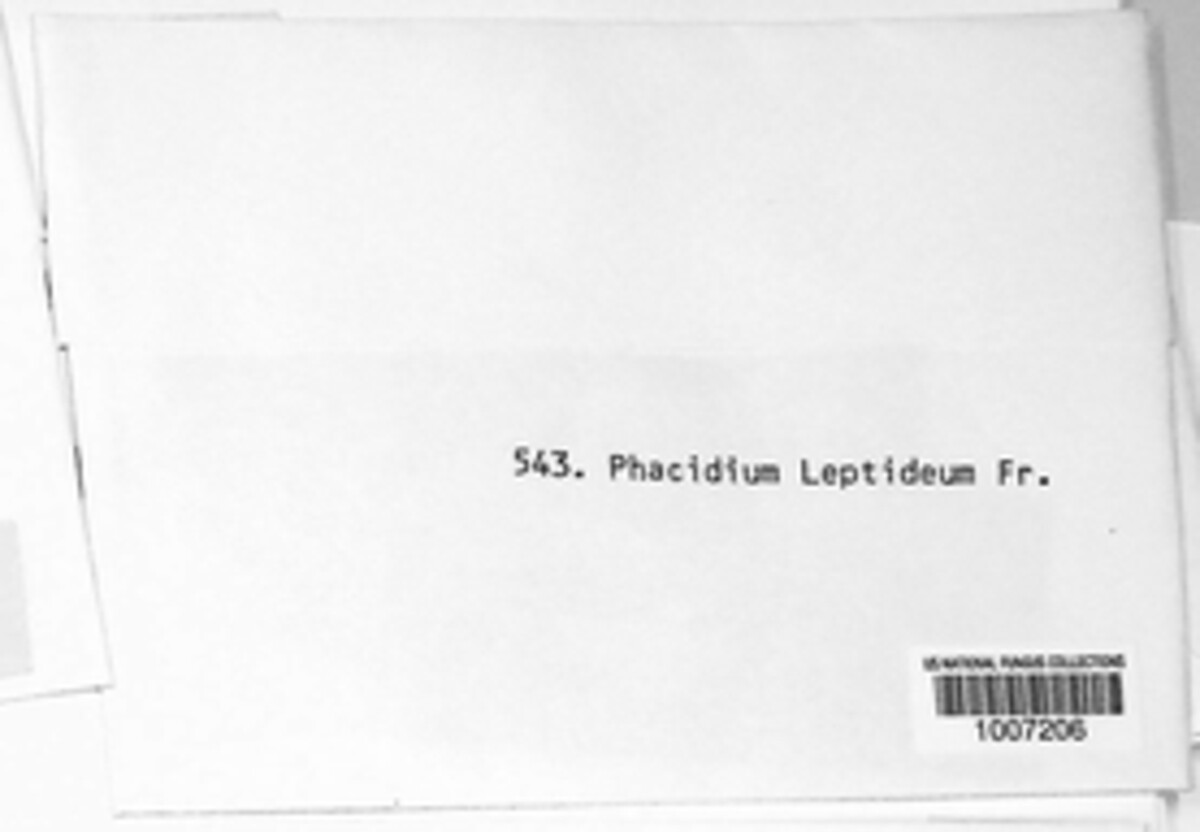 543. Phacidium Leptideum Fr.
US NATIONAL FUNGUS COLLECTIONS
1007206